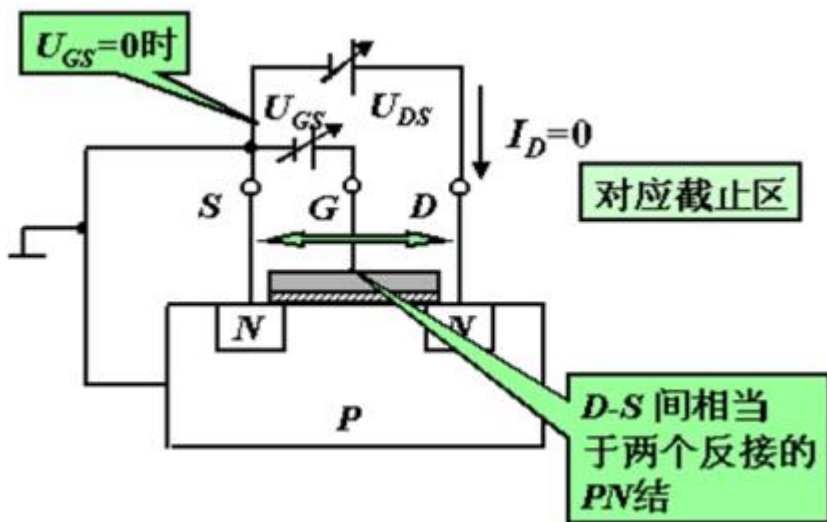 U_GS=0时
U_GS
U_DS
I_D=0
对应截止区
S
G
D
N
N
P
D-S 间相当
于两个反接的
PN结